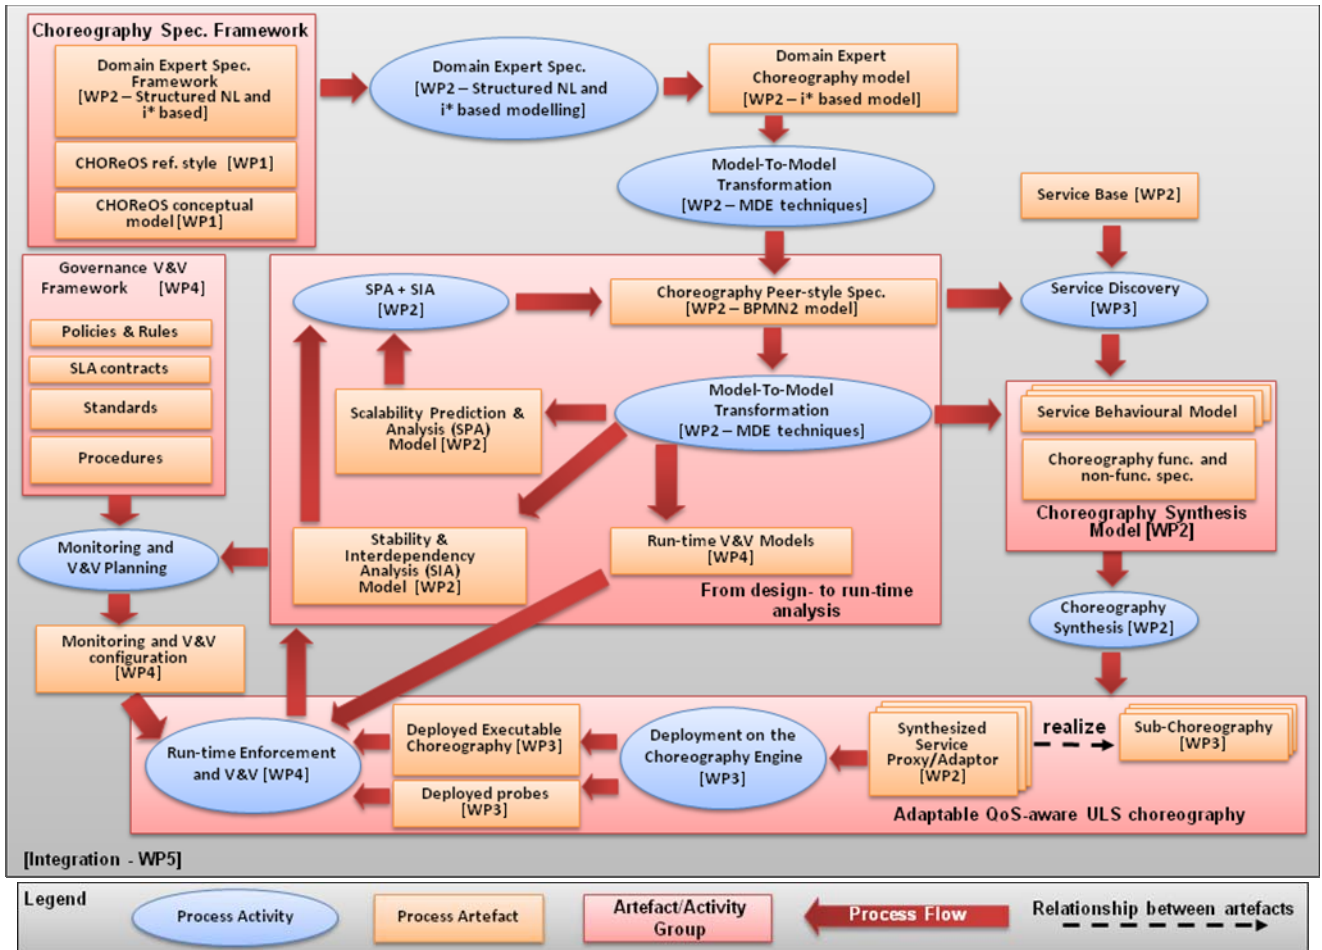 Choreography Spec. Framework
Domain Expert Spec.
Framework
[WP2 – Structured NL and
i* based]
CHOReOS ref. style [WP1]
CHOReOS conceptual
model [WP1]
Domain Expert Spec.
[WP2 – Structured NL and
i* based modelling]
Domain Expert
Choreography model
[WP2 – i* based model]
Model-To-Model
Transformation
[WP2 – MDE techniques]
Service Base [WP2]
Governance V&V
Framework [WP4]
Policies & Rules
SLA contracts
Standards
Procedures
SPA + SIA
[WP2]
Choreography Peer-style Spec.
[WP2 – BPMN2 model]
Service Discovery
[WP3]
Scalability Prediction &
Analysis (SPA)
Model [WP2]
Model-To-Model
Transformation
[WP2 – MDE techniques]
Service Behavioural Model
Choreography func. and
non-func. spec.
Choreography Synthesis
Model [WP2]
Monitoring and
V&V Planning
Stability &
Interdependency
Analysis (SIA)
Model [WP2]
Run-time V&V Models
[WP4]
From design- to run-time
analysis
Choreography
Synthesis [WP2]
Monitoring and V&V
configuration
[WP4]
Run-time Enforcement
and V&V [WP4]
Deployed Executable
Choreography [WP3]
Deployed probes
[WP3]
Deployment on the
Choreography Engine
[WP3]
Synthesized
Service
Proxy/Adaptor
[WP2]
realize
Sub-Choreography
[WP3]
Adaptable QoS-aware ULS choreography
[Integration - WP5]
Legend
Process Activity
Process Artefact
Artefact/Activity
Group
Process Flow
Relationship between artefacts